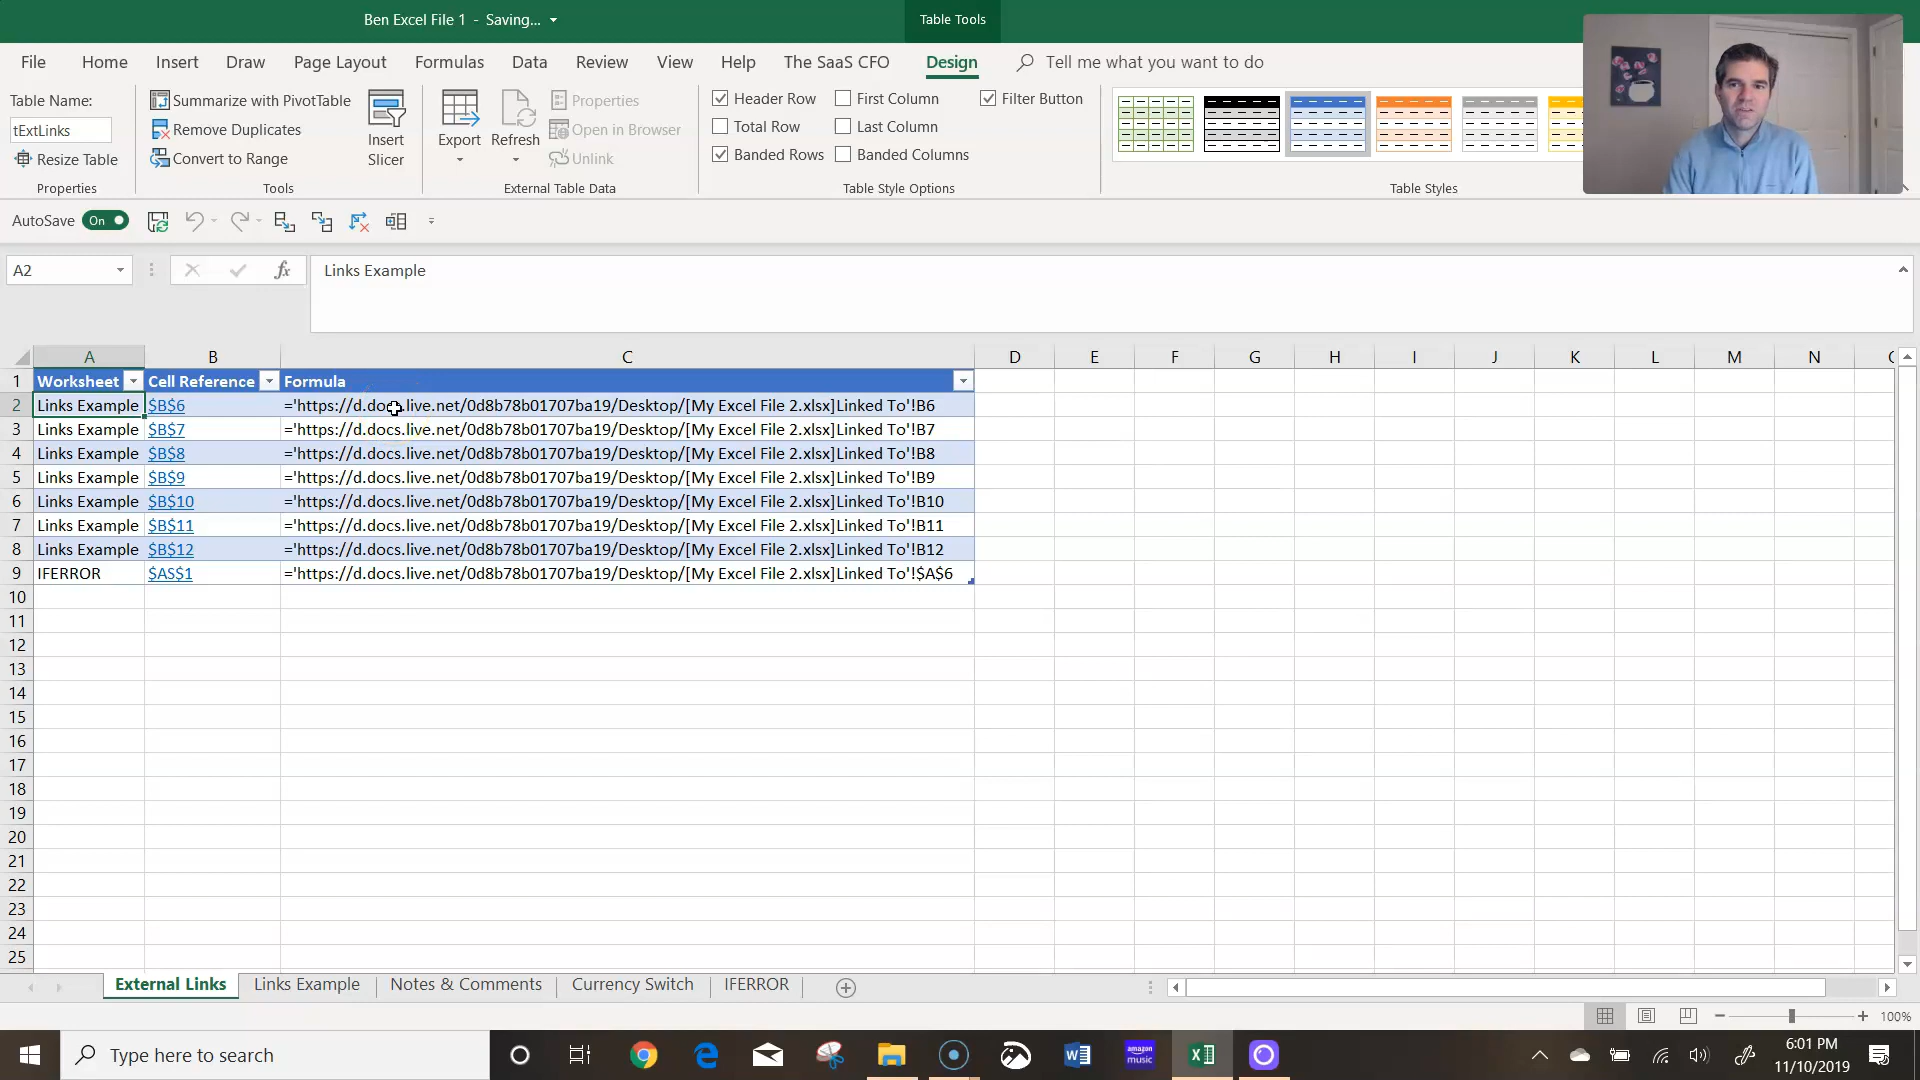 Ben Excel File 1 - Saving...
Table Tools
File Home Insert Draw Page Layout Formulas Data Review View Help The SaaS CFO Design Tell me what you want to do
Table Name:
tExtLinks
Resize Table
Properties
Summarize with PivotTable
Remove Duplicates
Convert to Range
Insert Slicer
Tools
Export
Refresh
Properties
Open in Browser
Unlink
External Table Data
Header Row First Column Filter Button
Total Row Last Column
Banded Rows Banded Columns
Table Style Options
Table Styles
AutoSave On
A2 fx Links Example
A B C D E F G H I J K L M N
1 Worksheet Cell Reference Formula
2 Links Example $B$6 ='https://d.docs.live.net/0d8b78b01707ba19/Desktop/[My Excel File 2.xlsx]Linked To'!B6
3 Links Example $B$7 ='https://d.docs.live.net/0d8b78b01707ba19/Desktop/[My Excel File 2.xlsx]Linked To'!B7
4 Links Example $B$8 ='https://d.docs.live.net/0d8b78b01707ba19/Desktop/[My Excel File 2.xlsx]Linked To'!B8
5 Links Example $B$9 ='https://d.docs.live.net/0d8b78b01707ba19/Desktop/[My Excel File 2.xlsx]Linked To'!B9
6 Links Example $B$10 ='https://d.docs.live.net/0d8b78b01707ba19/Desktop/[My Excel File 2.xlsx]Linked To'!B10
7 Links Example $B$11 ='https://d.docs.live.net/0d8b78b01707ba19/Desktop/[My Excel File 2.xlsx]Linked To'!B11
8 Links Example $B$12 ='https://d.docs.live.net/0d8b78b01707ba19/Desktop/[My Excel File 2.xlsx]Linked To'!B12
9 IFERROR $AS$1 ='https://d.docs.live.net/0d8b78b01707ba19/Desktop/[My Excel File 2.xlsx]Linked To'!$A$6
10
11
12
13
14
15
16
17
18
19
20
21
22
23
24
25
External Links Links Example Notes & Comments Currency Switch IFERROR
100%
Type here to search
amazon music
6:01 PM
11/10/2019